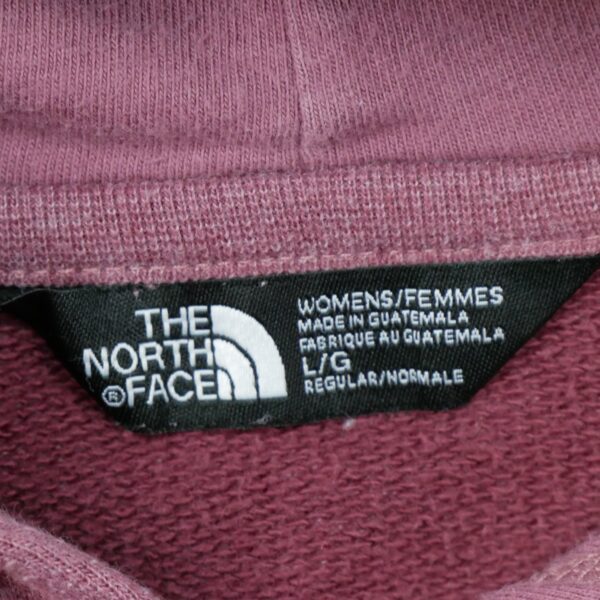 THE
NORTH
®FACE
WOMENS/FEMMES
MADE IN GUATEMALA
FABRIQUE AU GUATEMALA
L/G
REGULAR/NORMALE